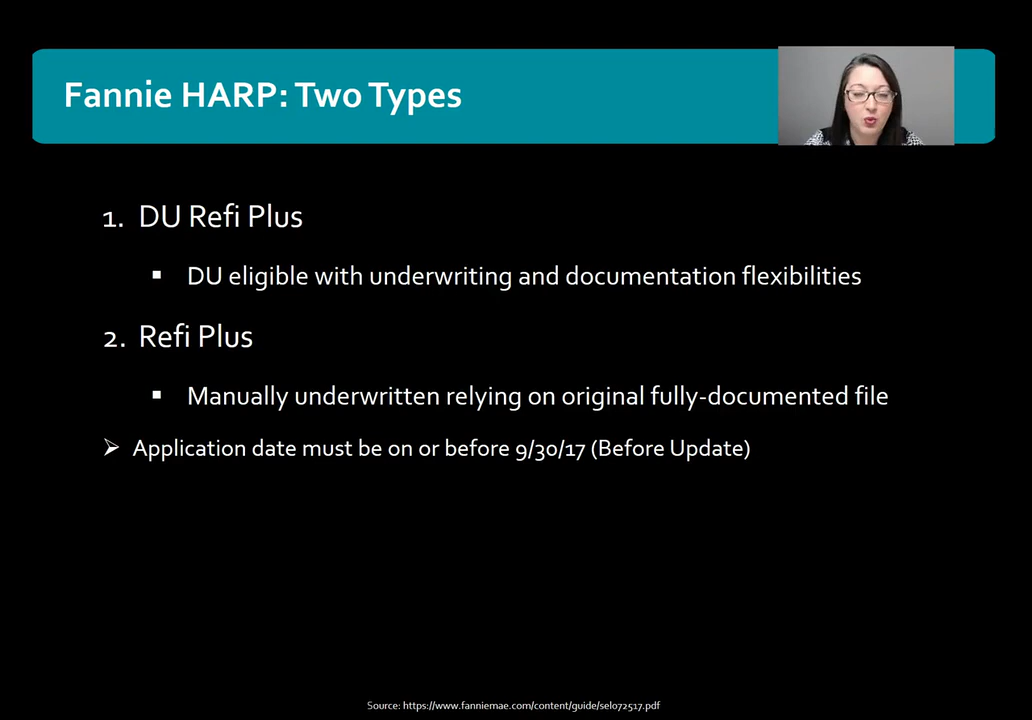 Fannie HARP: Two Types
1. DU Refi Plus
▪ DU eligible with underwriting and documentation flexibilities
2. Refi Plus
▪ Manually underwritten relying on original fully-documented file
➢ Application date must be on or before 9/30/17 (Before Update)
Source: https://www.fanniemae.com/content/guide/sel072517.pdf